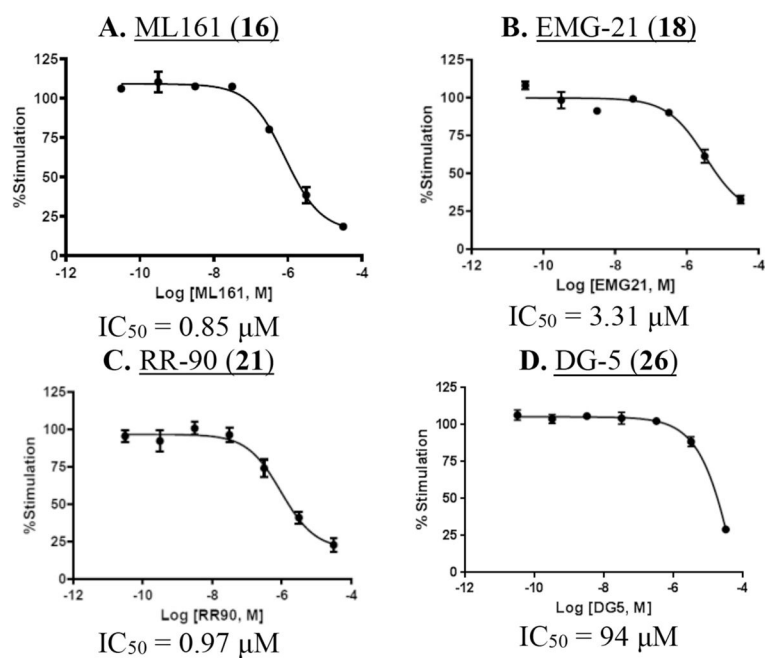 A. ML161 (16)
125
100
75
50
25
0
%Stimulation
-12 -10 -8 -6 -4
Log [ML161, M]
IC50 = 0.85 μM
B. EMG-21 (18)
125
100
75
50
25
0
%Stimulation
-12 -10 -8 -6 -4
Log [EMG21, M]
IC50 = 3.31 μM
C. RR-90 (21)
125
100
75
50
25
0
%Stimulation
-12 -10 -8 -6 -4
Log [RR90, M]
IC50 = 0.97 μM
D. DG-5 (26)
125
100
75
50
25
0
% Stimulation
-12 -10 -8 -6 -4
Log [DG5, M]
IC50 = 94 μM